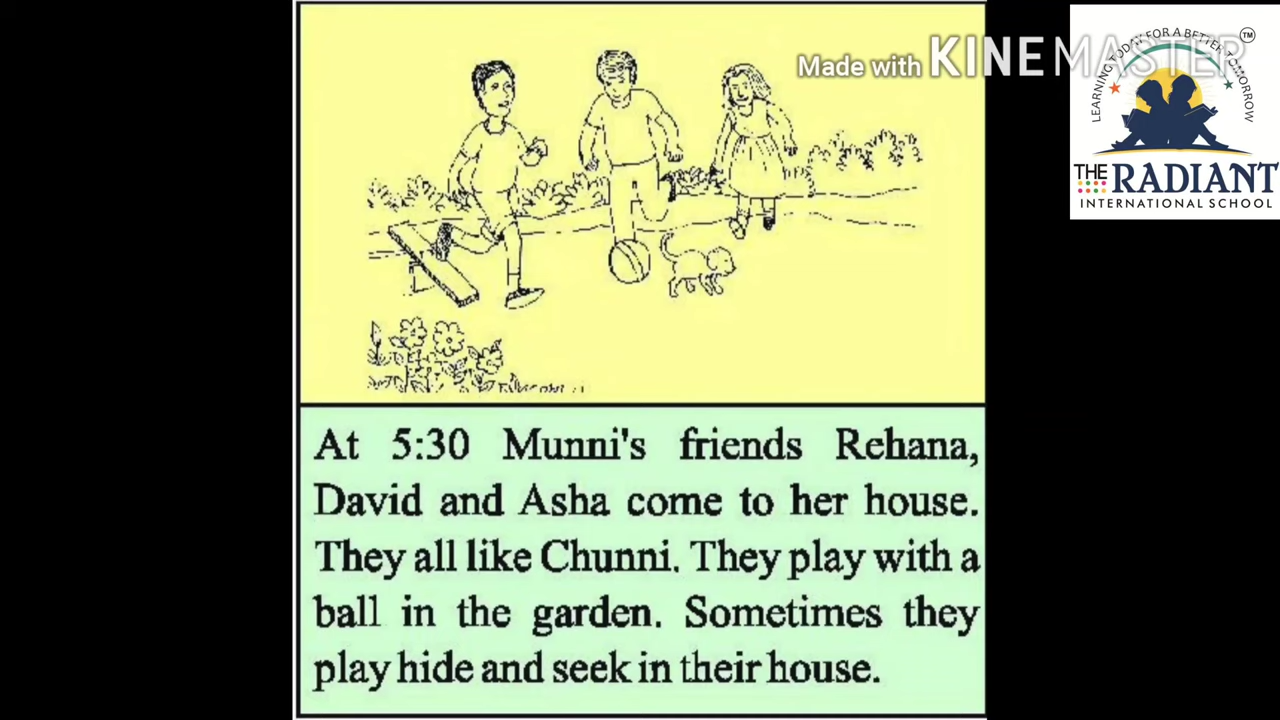 Made with KINEMASTER
LEARNING TODAY FOR A BETTER TOMORROW
TM
THE RADIANT
INTERNATIONAL SCHOOL
At 5:30 Munni's friends Rehana,
David and Asha come to her house.
They all like Chunni. They play with a
ball in the garden. Sometimes they
play hide and seek in their house.